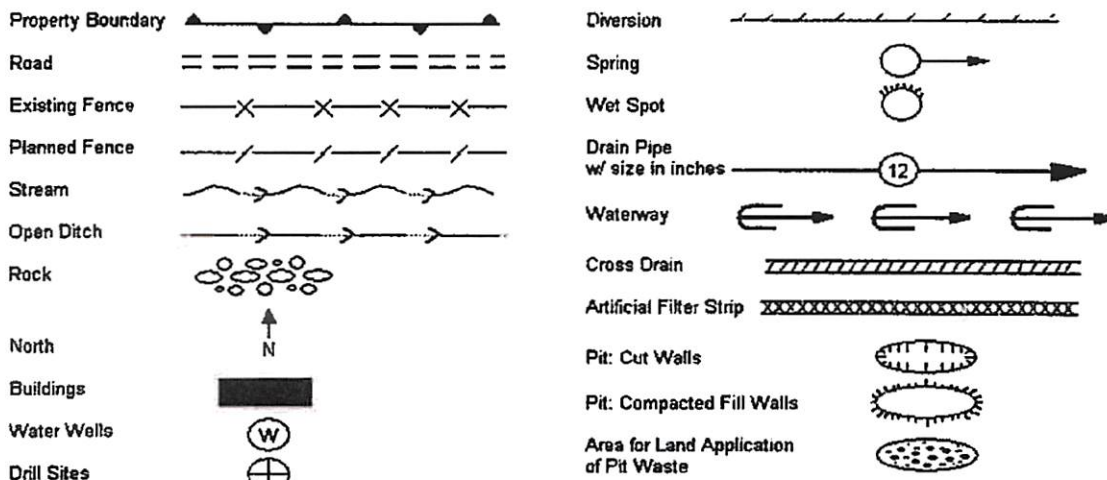 Property Boundary
Road
Existing Fence
Planned Fence
Stream
Open Ditch
Rock
North
N
Buildings
Water Wells
W
Drill Sites
Diversion
Spring
Wet Spot
Drain Pipe
w/ size in inches
12
Waterway
Cross Drain
Artificial Filter Strip
Pit: Cut Walls
Pit: Compacted Fill Walls
Area for Land Application
of Pit Waste